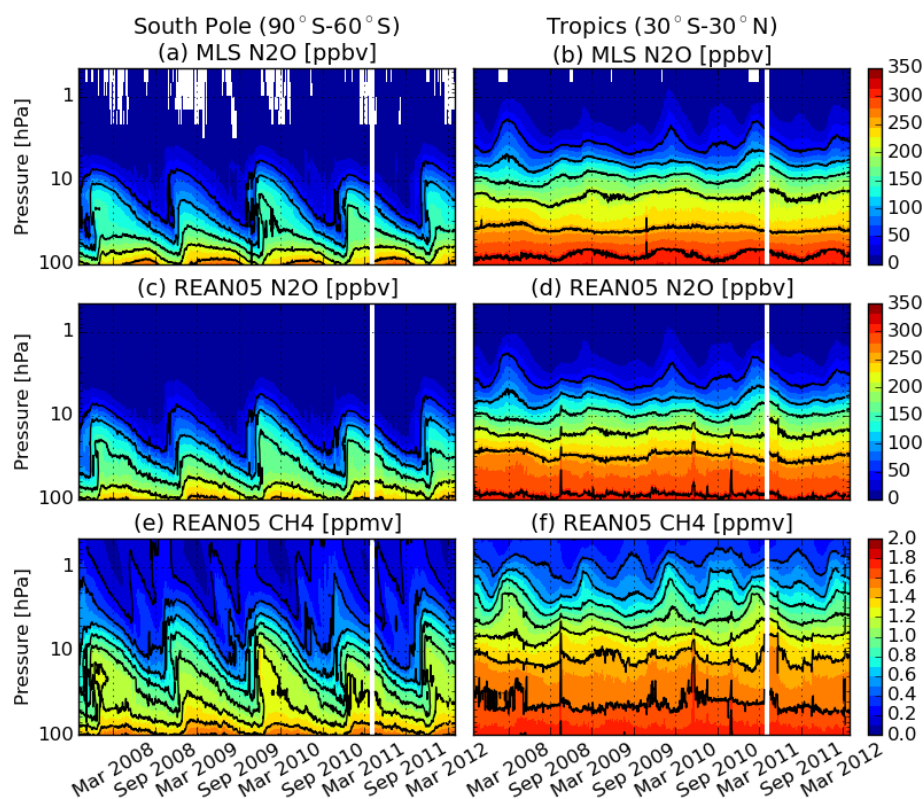 South Pole (90°S-60°S)
Tropics (30°S-30°N)
(a) MLS N2O [ppbv]
(b) MLS N2O [ppbv]
Pressure [hPa]
1
10
100
350
300
250
200
150
100
50
0
(c) REAN05 N2O [ppbv]
(d) REAN05 N2O [ppbv]
Pressure [hPa]
1
10
100
350
300
250
200
150
100
50
0
(e) REAN05 CH4 [ppmv]
(f) REAN05 CH4 [ppmv]
Pressure [hPa]
1
10
100
2.0
1.8
1.6
1.4
1.2
1.0
0.8
0.6
0.4
0.2
0.0
Mar 2008
Sep 2008
Mar 2009
Sep 2009
Mar 2010
Sep 2010
Mar 2011
Sep 2011
Mar 2012
Mar 2008
Sep 2008
Mar 2009
Sep 2009
Mar 2010
Sep 2010
Mar 2011
Sep 2011
Mar 2012